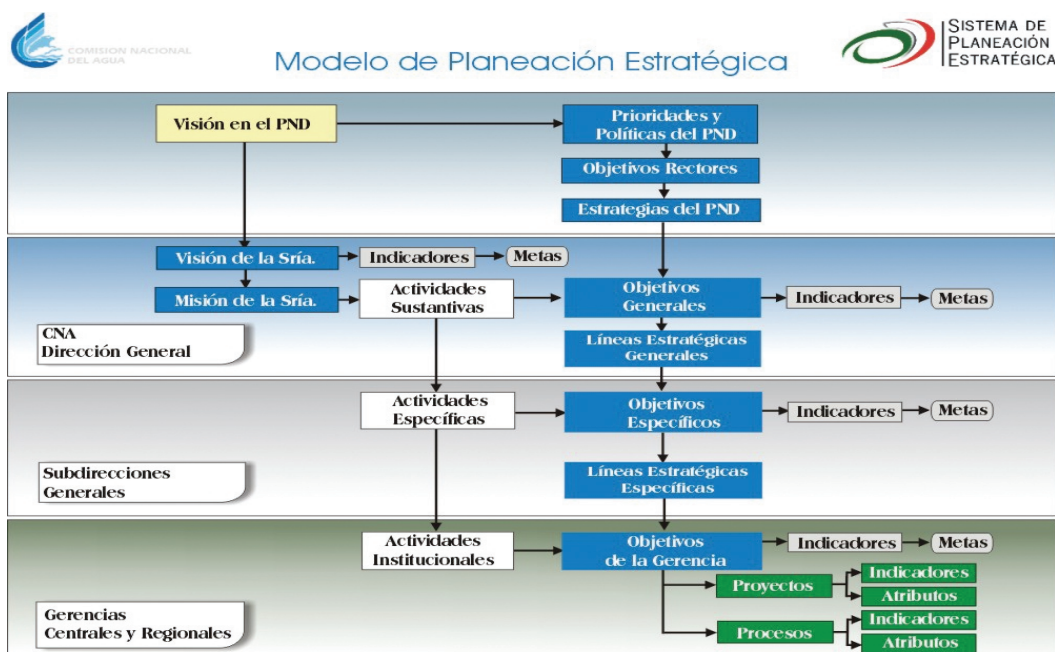 COMISION NACIONAL
DEL AGUA
Modelo de Planeación Estratégica
SISTEMA DE
PLANEACIÓN
ESTRATÉGICA
Visión en el PND
Prioridades y
Políticas del PND
Objetivos Rectores
Estrategias del PND
Visión de la Sría.
Indicadores
Metas
Misión de la Sría.
Actividades
Sustantivas
Objetivos
Generales
Indicadores
Metas
CNA
Dirección General
Líneas Estratégicas
Generales
Actividades
Específicas
Objetivos
Específicos
Indicadores
Metas
Subdirecciones
Generales
Líneas Estratégicas
Específicas
Actividades
Institucionales
Objetivos
de la Gerencia
Indicadores
Metas
Proyectos
Indicadores
Atributos
Gerencias
Centrales y Regionales
Procesos
Indicadores
Atributos